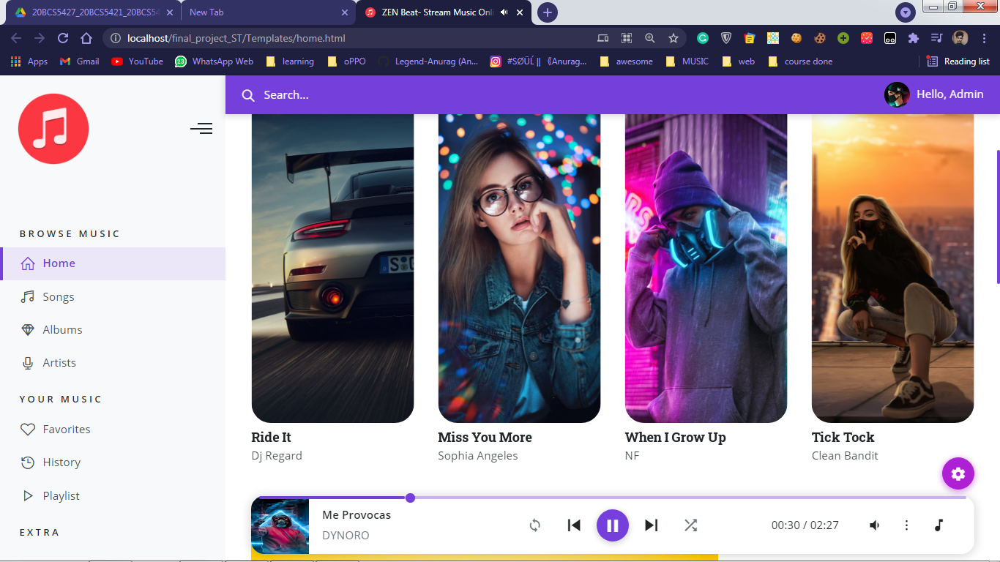 20BCS5427_20BCS5421_20BCS54
New Tab
ZEN Beat- Stream Music Onli
localhost/final_project_ST/Templates/home.html
Apps
Gmail
YouTube
23
WhatsApp Web
learning
oPPO
Legend-Anurag (An...
#SØÜĹ || 《Anurag...
awesome
MUSIC
web
course done
Reading list
Search...
Hello, Admin
BROWSE MUSIC
Home
Songs
Albums
Artists
YOUR MUSIC
Favorites
History
Playlist
EXTRA
RS
Ride It
Dj Regard
Miss You More
Sophia Angeles
When I Grow Up
NF
Tick Tock
Clean Bandit
Me Provocas
DYNORO
00:30 / 02:27